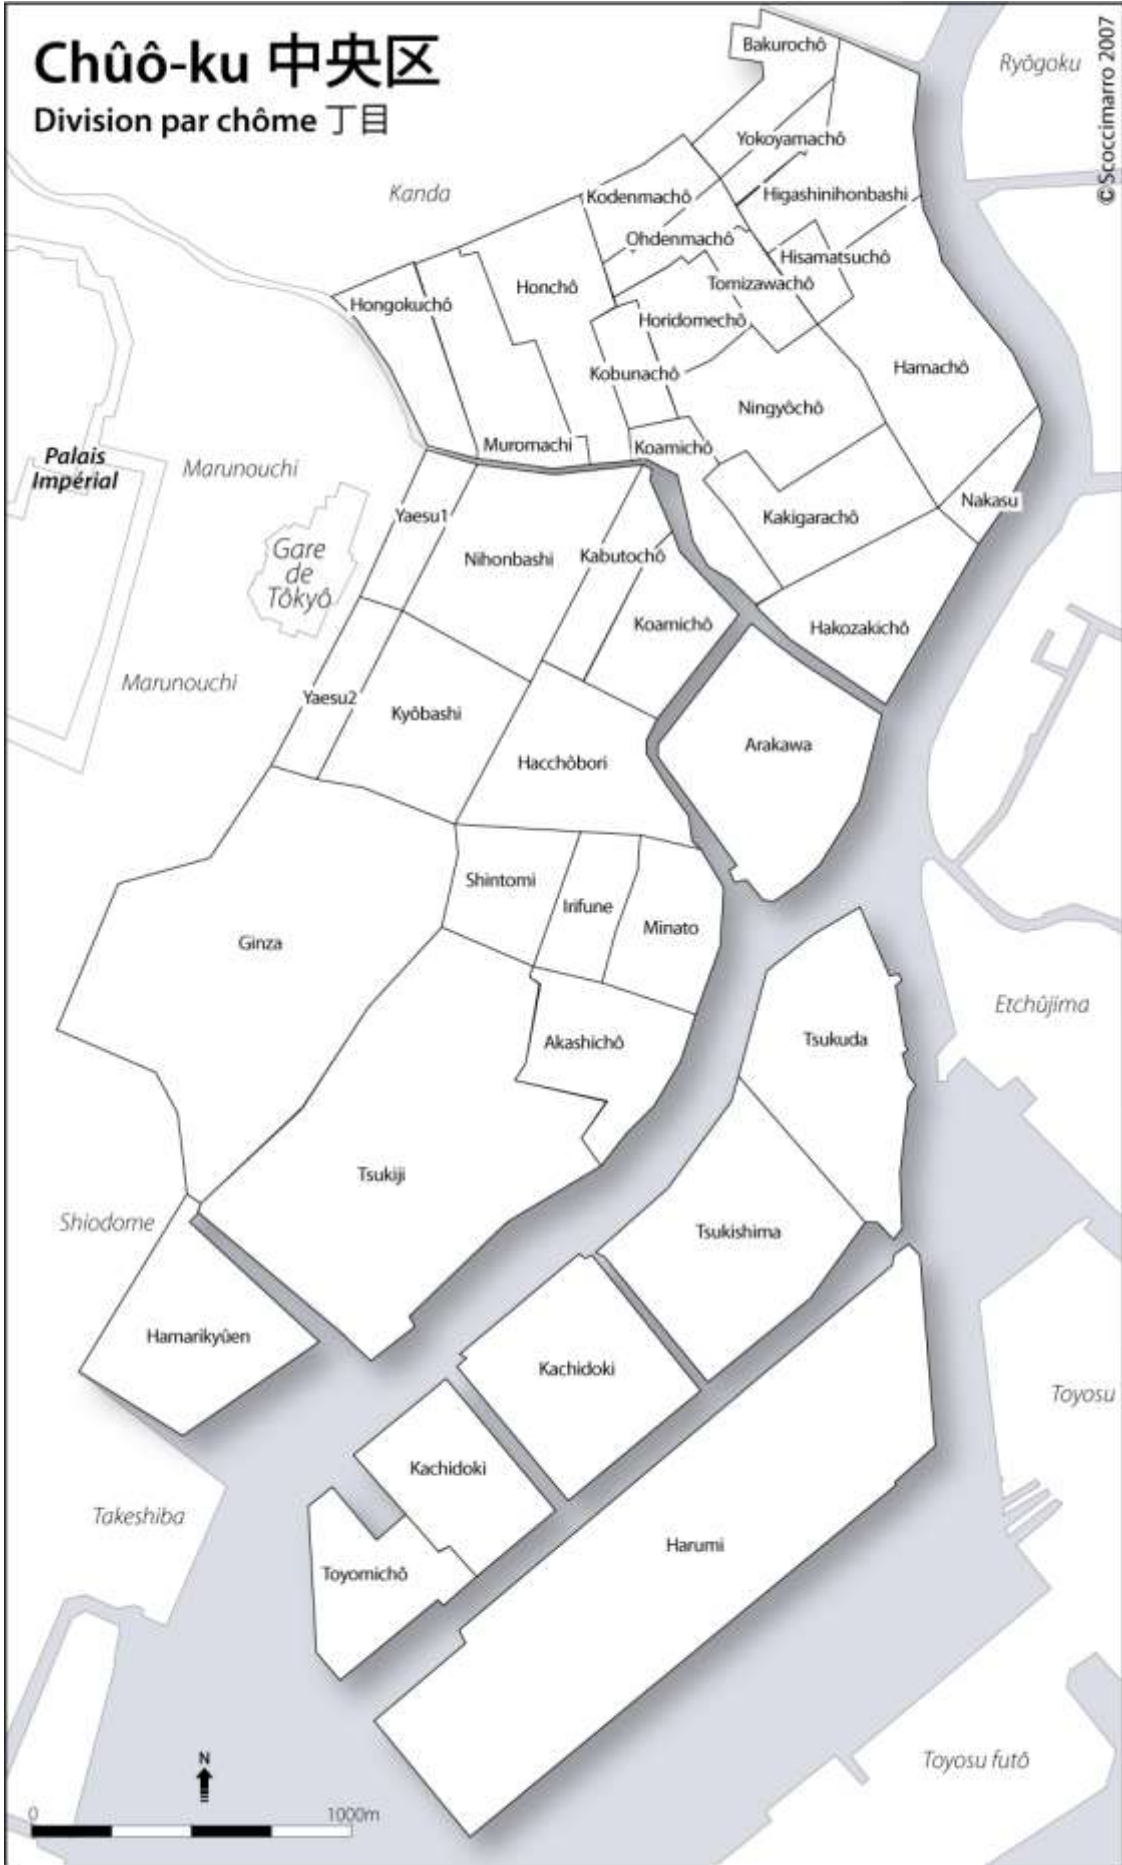 Chûô-ku 中央区
Division par chôme 丁目
©Scoccimarro 2007
Bakurochô
Ryôgoku
Yokoyamachô
Kanda
Kodenmachô
Higashinihonbashi
Ohdenmachô
Hisamatsuchô
Honchô
Tomizawachô
Hongokuchô
Horidomechô
Kobunachô
Hamachô
Ningyôchô
Muromachi
Koamichô
Palais
Impérial
Marunouchi
Nakasu
Yaesu1
Kakigarachô
Gare
de
Tôkyô
Nihonbashi
Kabutochô
Koamichô
Hakozakichô
Marunouchi
Yaesu2
Kyôbashi
Arakawa
Hacchôbori
Shintomi
Irifune
Minato
Ginza
Etchûjima
Akashichô
Tsukuda
Tsukiji
Shiodome
Tsukishima
Hamarikyûen
Kachidoki
Toyosu
Kachidoki
Takeshiba
Harumi
Toyomichô
Toyosu futô
N
0 1000m